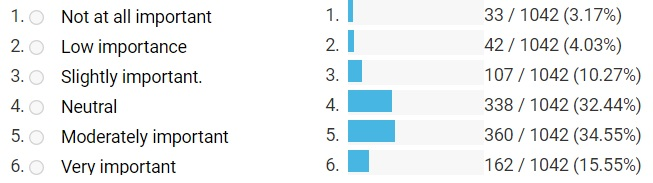 1. Not at all important 1. 33 / 1042 (3.17%)
2. Low importance 2. 42 / 1042 (4.03%)
3. Slightly important. 3. 107 / 1042 (10.27%)
4. Neutral 4. 338 / 1042 (32.44%)
5. Moderately important 5. 360 / 1042 (34.55%)
6. Very important 6. 162 / 1042 (15.55%)